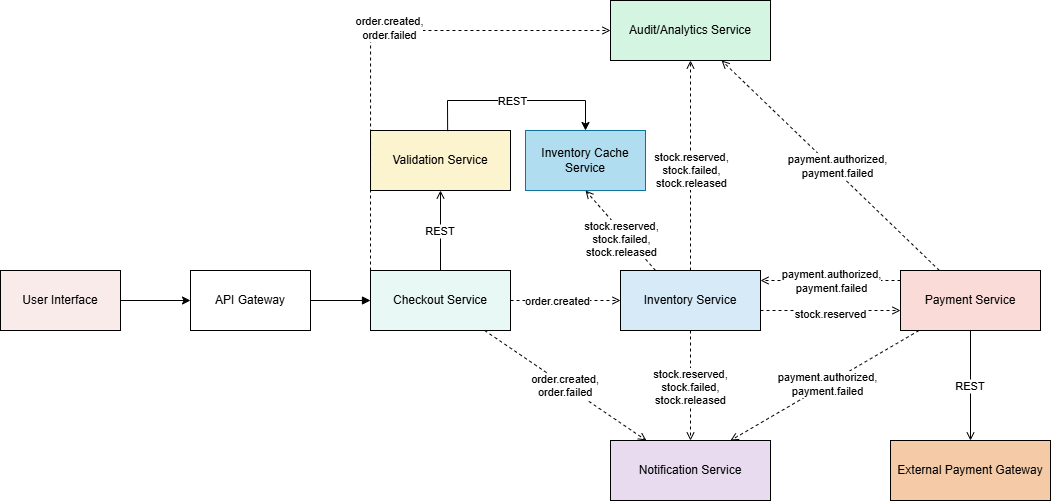 order.created,
order.failed
Audit/Analytics Service
REST
Validation Service
Inventory Cache
Service
stock.reserved,
stock.failed,
stock.released
payment.authorized,
payment.failed
REST
stock.reserved,
stock.failed,
stock.released
User Interface
API Gateway
Checkout Service
order.created
Inventory Service
payment.authorized,
payment.failed
stock.reserved
Payment Service
order.created,
order.failed
stock.reserved,
stock.failed,
stock.released
payment.authorized,
payment.failed
REST
Notification Service
External Payment Gateway